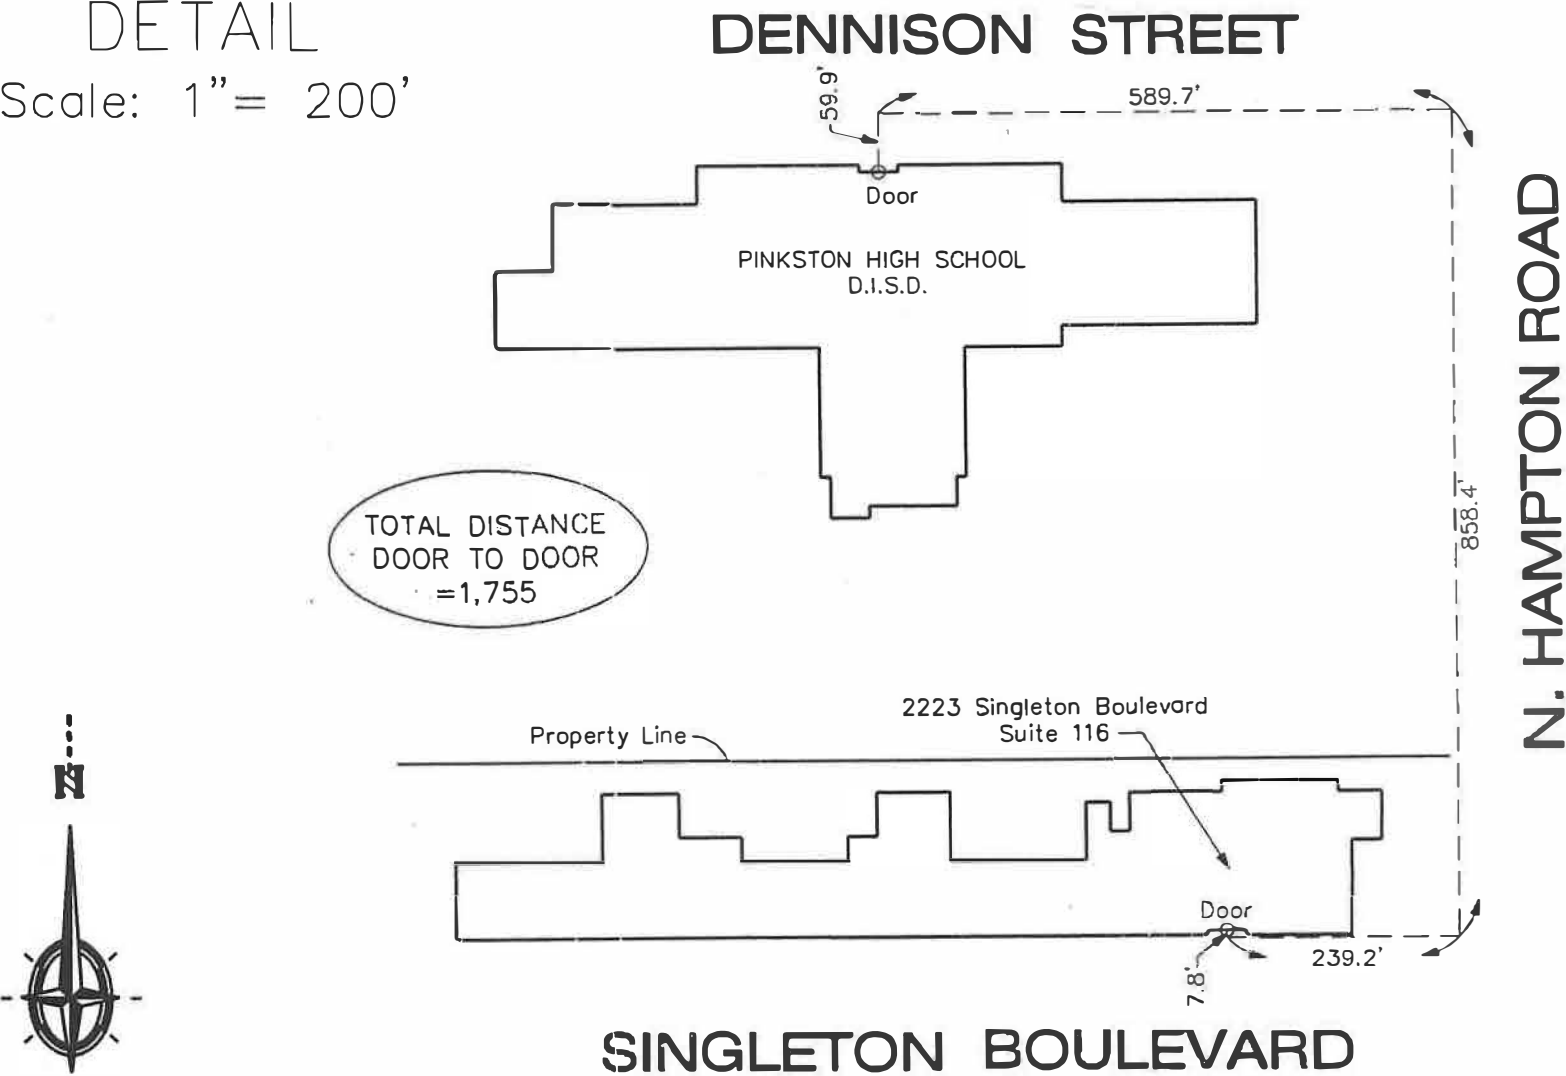 DETAIL
Scale: 1"= 200'
DENNISON STREET
59.9'
589.7'
Door
PINKSTON HIGH SCHOOL
D.I.S.D.
N. HAMPTON ROAD
858.4'
TOTAL DISTANCE
DOOR TO DOOR
=1,755
2223 Singleton Boulevard
Suite 116
Property Line
N
Door
239.2'
7.8'
SINGLETON BOULEVARD